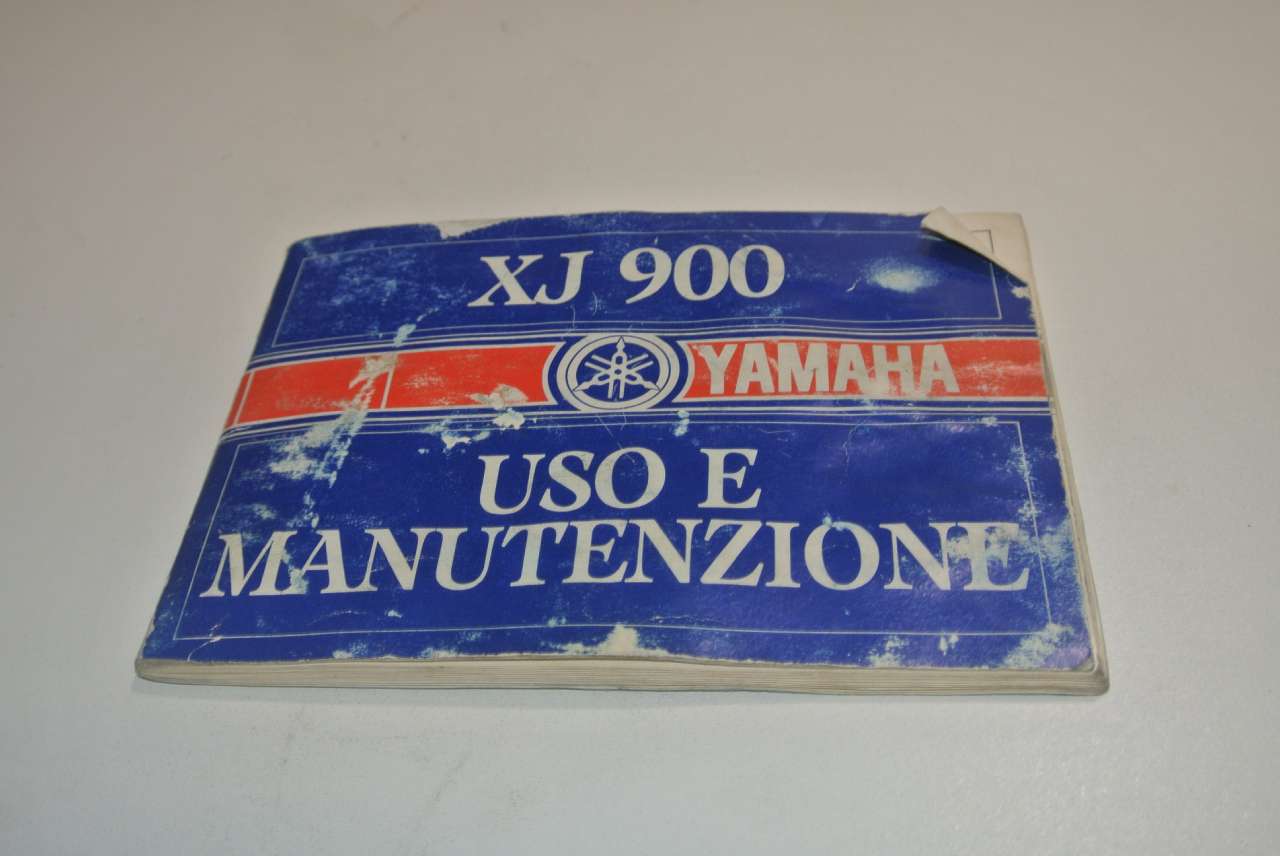 XJ 900
YAMAHA
USO E
MANUTENZIONE